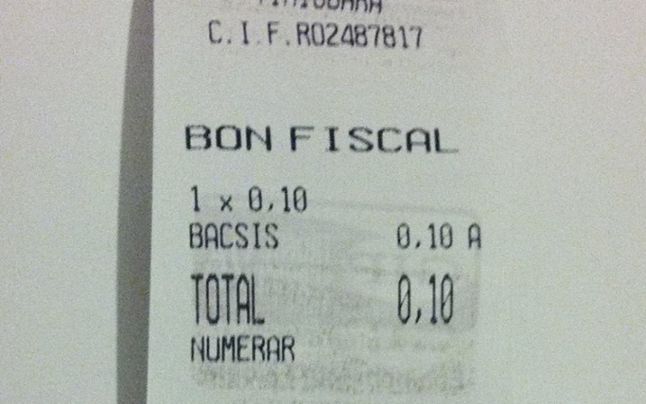 C.I.F.RO2487817
BON FISCAL
1 x 0,10
BACSIS 0,10 A
TOTAL 0,10
NUMERAR